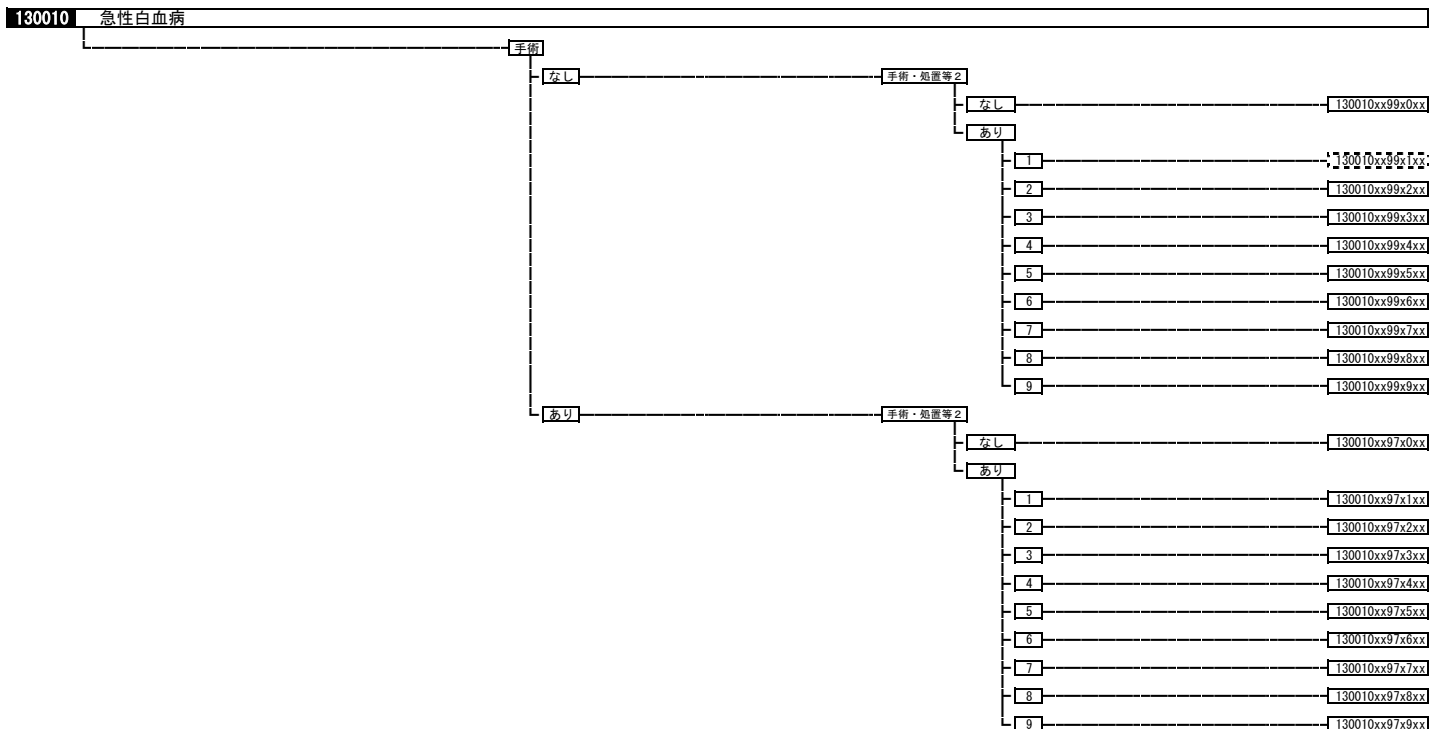 130010 急性白血病
手術
なし 手術・処置等2
なし 130010xx99x0xx
あり
1 130010xx99x1xx
2 130010xx99x2xx
3 130010xx99x3xx
4 130010xx99x4xx
5 130010xx99x5xx
6 130010xx99x6xx
7 130010xx99x7xx
8 130010xx99x8xx
9 130010xx99x9xx
あり 手術・処置等2
なし 130010xx97x0xx
あり
1 130010xx97x1xx
2 130010xx97x2xx
3 130010xx97x3xx
4 130010xx97x4xx
5 130010xx97x5xx
6 130010xx97x6xx
7 130010xx97x7xx
8 130010xx97x8xx
9 130010xx97x9xx